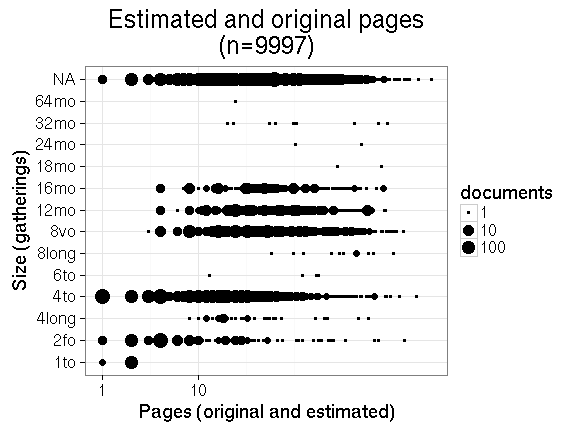 Estimated and original pages
(n=9997)
Size (gatherings)
NA
64mo
32mo
24mo
18mo
16mo
12mo
8vo
8long
6to
4to
4long
2fo
1to
1 10
Pages (original and estimated)
documents
1
10
100